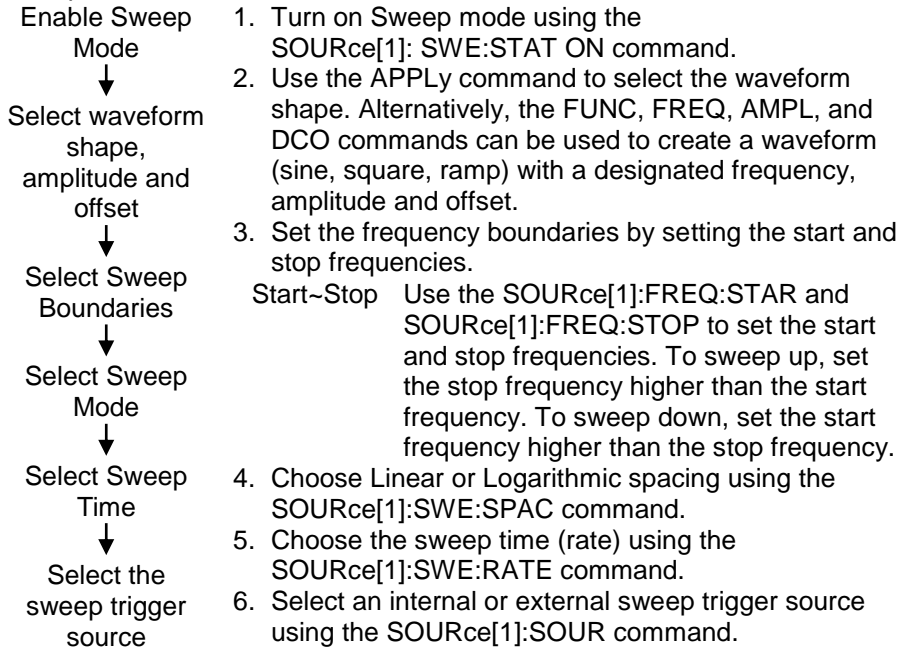 Enable Sweep
Mode
Select waveform
shape,
amplitude and
offset
Select Sweep
Boundaries
Select Sweep
Mode
Select Sweep
Time
Select the
sweep trigger
source
1. Turn on Sweep mode using the
SOURce[1]: SWE:STAT ON command.
2. Use the APPLy command to select the waveform
shape. Alternatively, the FUNC, FREQ, AMPL, and
DCO commands can be used to create a waveform
(sine, square, ramp) with a designated frequency,
amplitude and offset.
3. Set the frequency boundaries by setting the start and
stop frequencies.
Start~Stop Use the SOURce[1]:FREQ:STAR and
SOURce[1]:FREQ:STOP to set the start
and stop frequencies. To sweep up, set
the stop frequency higher than the start
frequency. To sweep down, set the start
frequency higher than the stop frequency.
4. Choose Linear or Logarithmic spacing using the
SOURce[1]:SWE:SPAC command.
5. Choose the sweep time (rate) using the
SOURce[1]:SWE:RATE command.
6. Select an internal or external sweep trigger source
using the SOURce[1]:SOUR command.